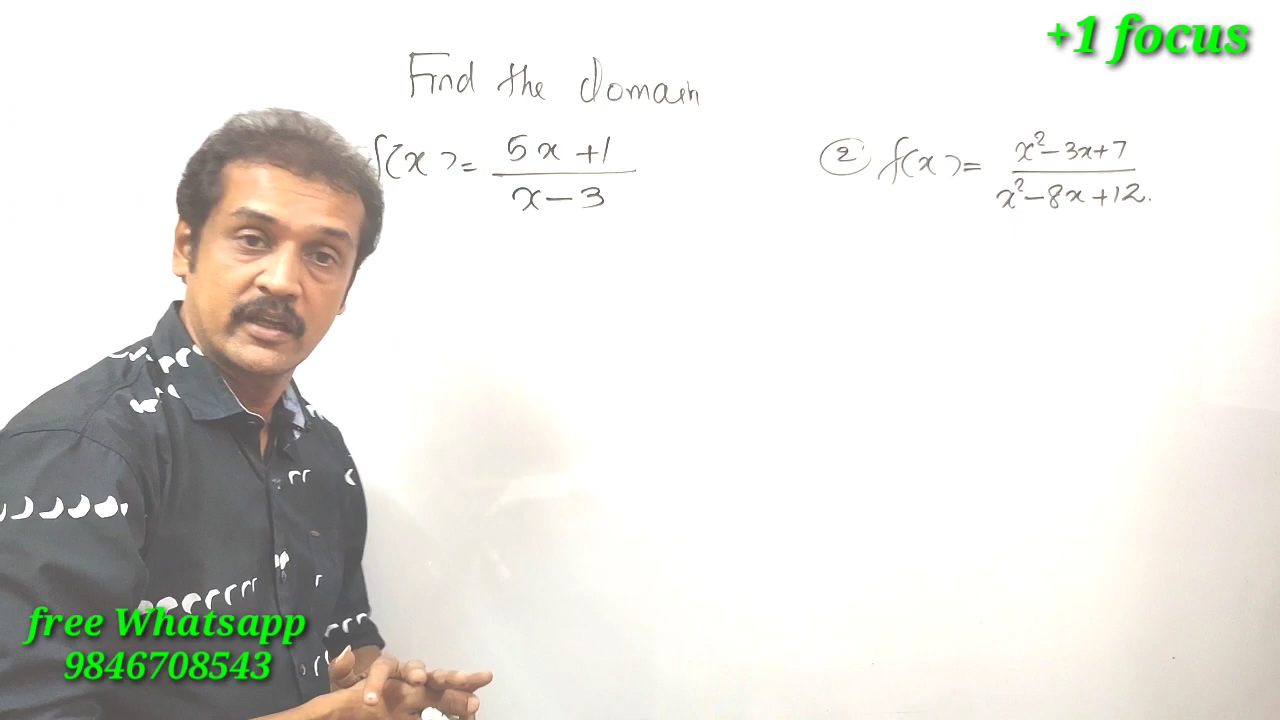 +1 focus
Find the domain
f(x) = 5x+1
x-3
② f(x) = x²-3x+7
x²-8x+12.
free Whatsapp
9846708543